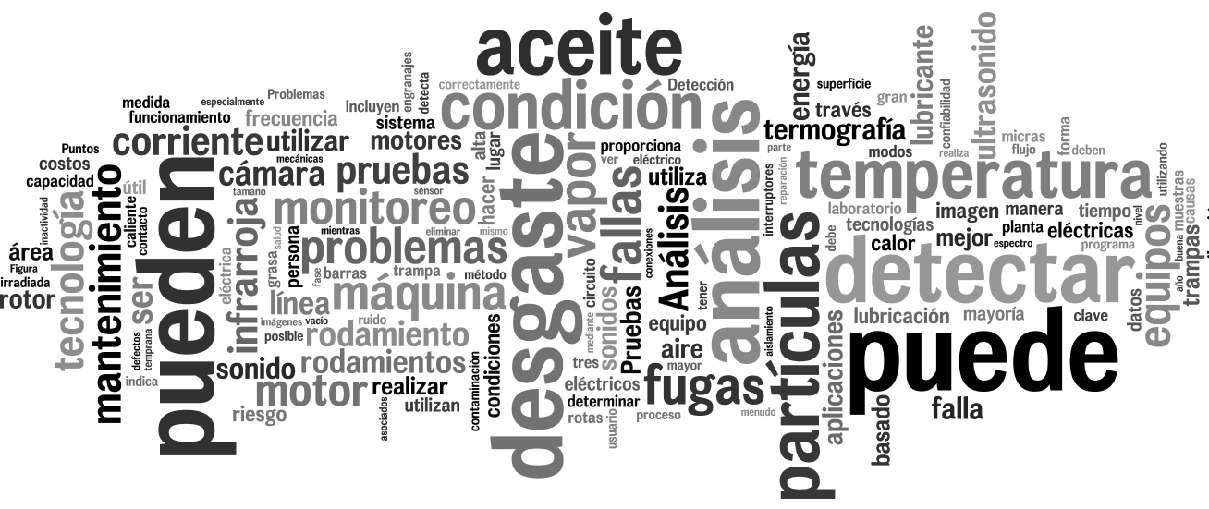 aceite
energía
lubricante
ultrasonido
engranajes
correctamente
Detección
superficie
detecta
Problemas
especialmente
medida
Incluyen
condición
través
gran
confiabilidad
funcionamiento
frecuencia
sistema
termografía
micras
forma
corriente
utilizar
motores
alta
lugar
proporciona
parte
modos
realiza
flujo
deben
Puntos
costos
mecánicas
cámara
pruebas
vapor
ver
eléctrico
análisis
temperatura
utilizando
capacidad
útil
tamano
sensor
utiliza
interruptores
reparación
mantenimiento
pueden
monitoreo
hacer
desgaste
fallas
Análisis
laboratorio
imagen
manera
tiempo
nivel
muestras
causas
tecnología
inactividad
caliente
contacto
infrarroja
salud
mientras
eliminar
mismo
tecnologías
planta
eléctricas
área
ser
persona
problemas
conexiones
partículas
debe
calor
mejor
espectro
programa
buena
año
Figura
irradiada
eléctrica
grasa
fase
barras
trampa
método
circuito
detectar
equipos
trampas
rotor
línea
máquina
sonidos
tener
imágenes
vacío
ruido
mediante
Pruebas
equipo
aislamiento
lubricación
mayoría
clave
datos
defectos
temprana
posible
rodamiento
condiciones
aire
puede
indica
sonido
rodamientos
tres
mayor
aplicaciones
motor
realizar
contaminación
eléctricos
fugas
riesgo
asociados
utilizan
determinar
rotas
usuario
proceso
menudo
basado
falla